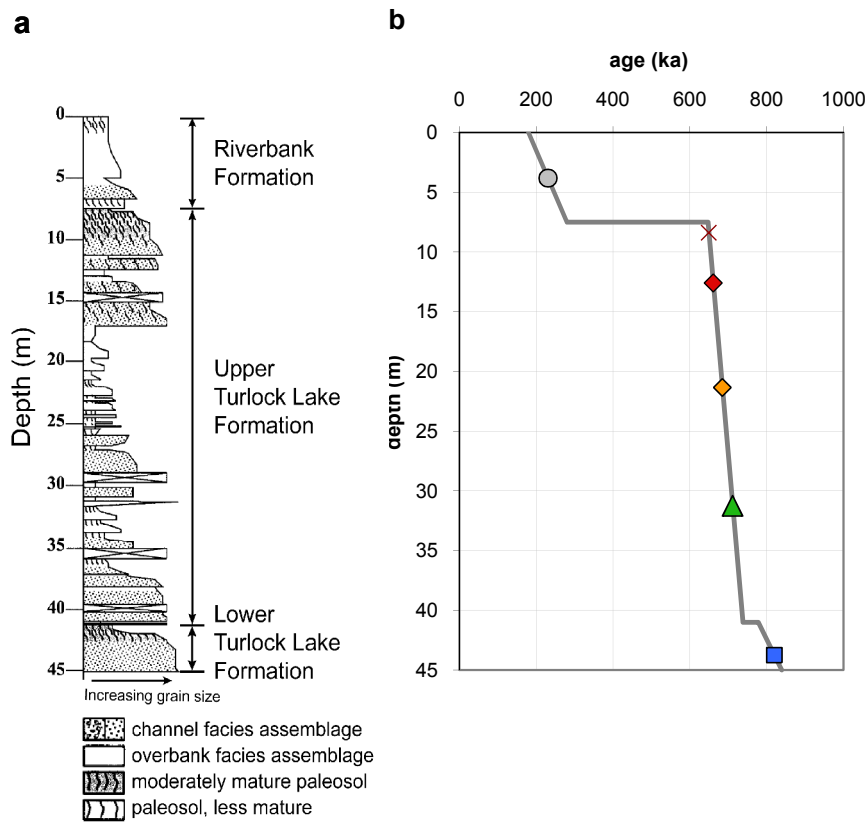 a
0
5
10
15
20
25
30
35
40
45
Depth (m)
Riverbank
Formation
Upper
Turlock Lake
Formation
Lower
Turlock Lake
Formation
Increasing grain size
channel facies assemblage
overbank facies assemblage
moderately mature paleosol
paleosol, less mature
b
age (ka)
0 200 400 600 800 1000
0
5
10
15
20
25
30
35
40
45
depth (m)